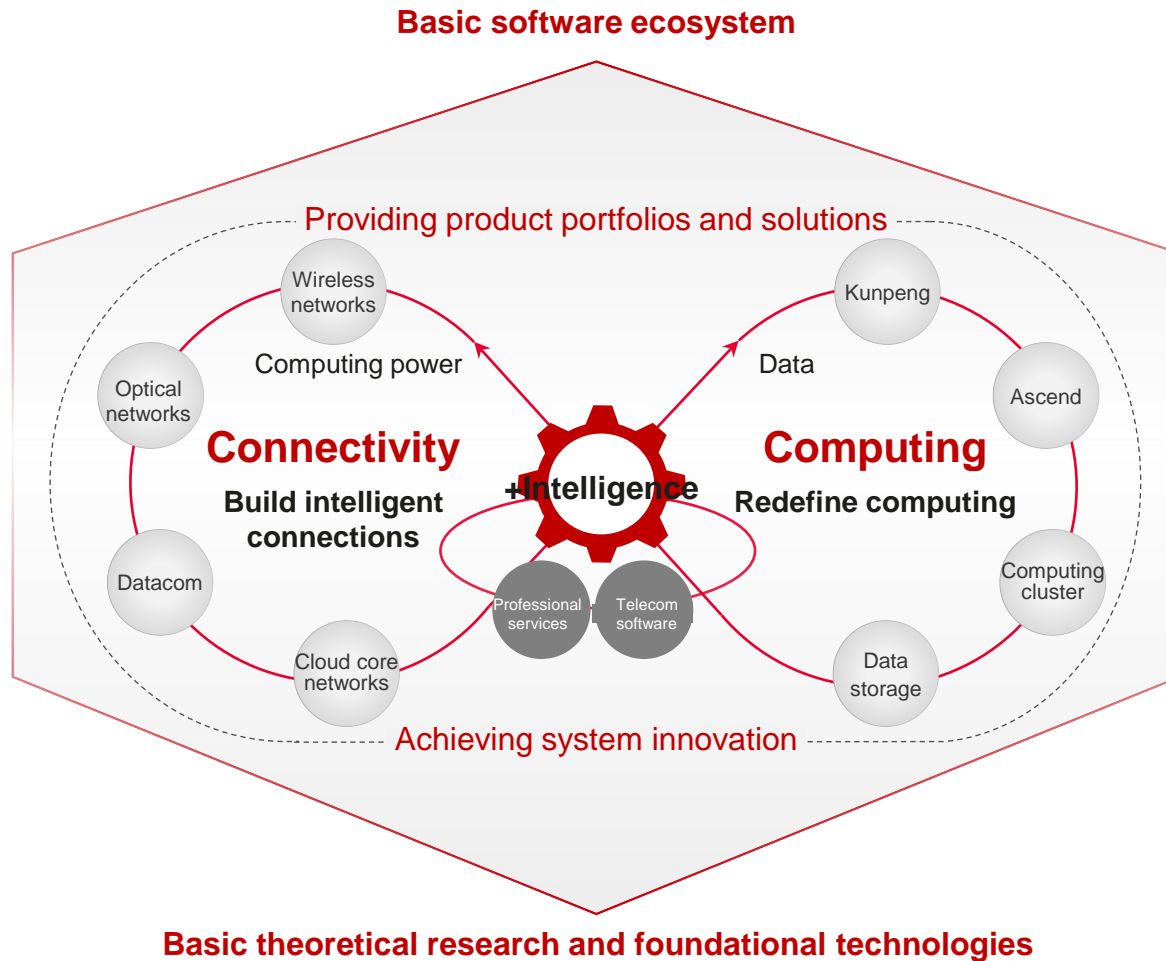 Basic software ecosystem
Providing product portfolios and solutions
Wireless
networks
Kunpeng
Computing power
Data
Optical
networks
Ascend
Connectivity
Build intelligent
connections
+Intelligence
Computing
Redefine computing
Datacom
Computing
cluster
Professional
services
Telecom
software
Cloud core
networks
Data
storage
Achieving system innovation
Basic theoretical research and foundational technologies